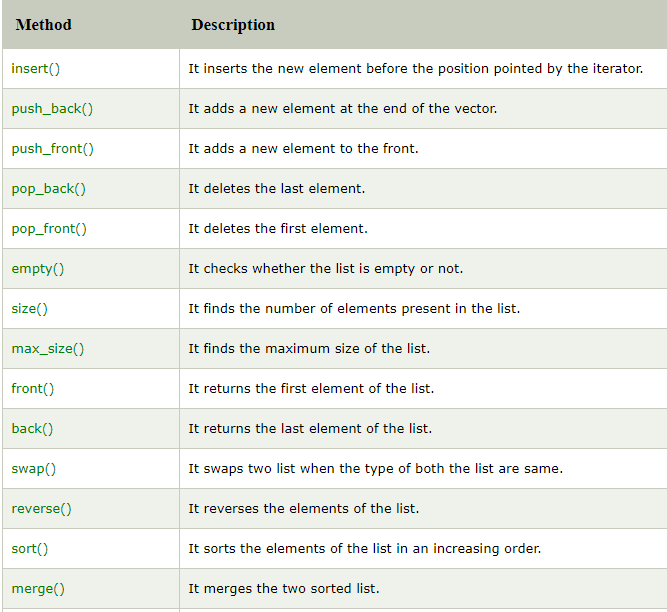 Method Description
insert() It inserts the new element before the position pointed by the iterator.
push_back() It adds a new element at the end of the vector.
push_front() It adds a new element to the front.
pop_back() It deletes the last element.
pop_front() It deletes the first element.
empty() It checks whether the list is empty or not.
size() It finds the number of elements present in the list.
max_size() It finds the maximum size of the list.
front() It returns the first element of the list.
back() It returns the last element of the list.
swap() It swaps two list when the type of both the list are same.
reverse() It reverses the elements of the list.
sort() It sorts the elements of the list in an increasing order.
merge() It merges the two sorted list.